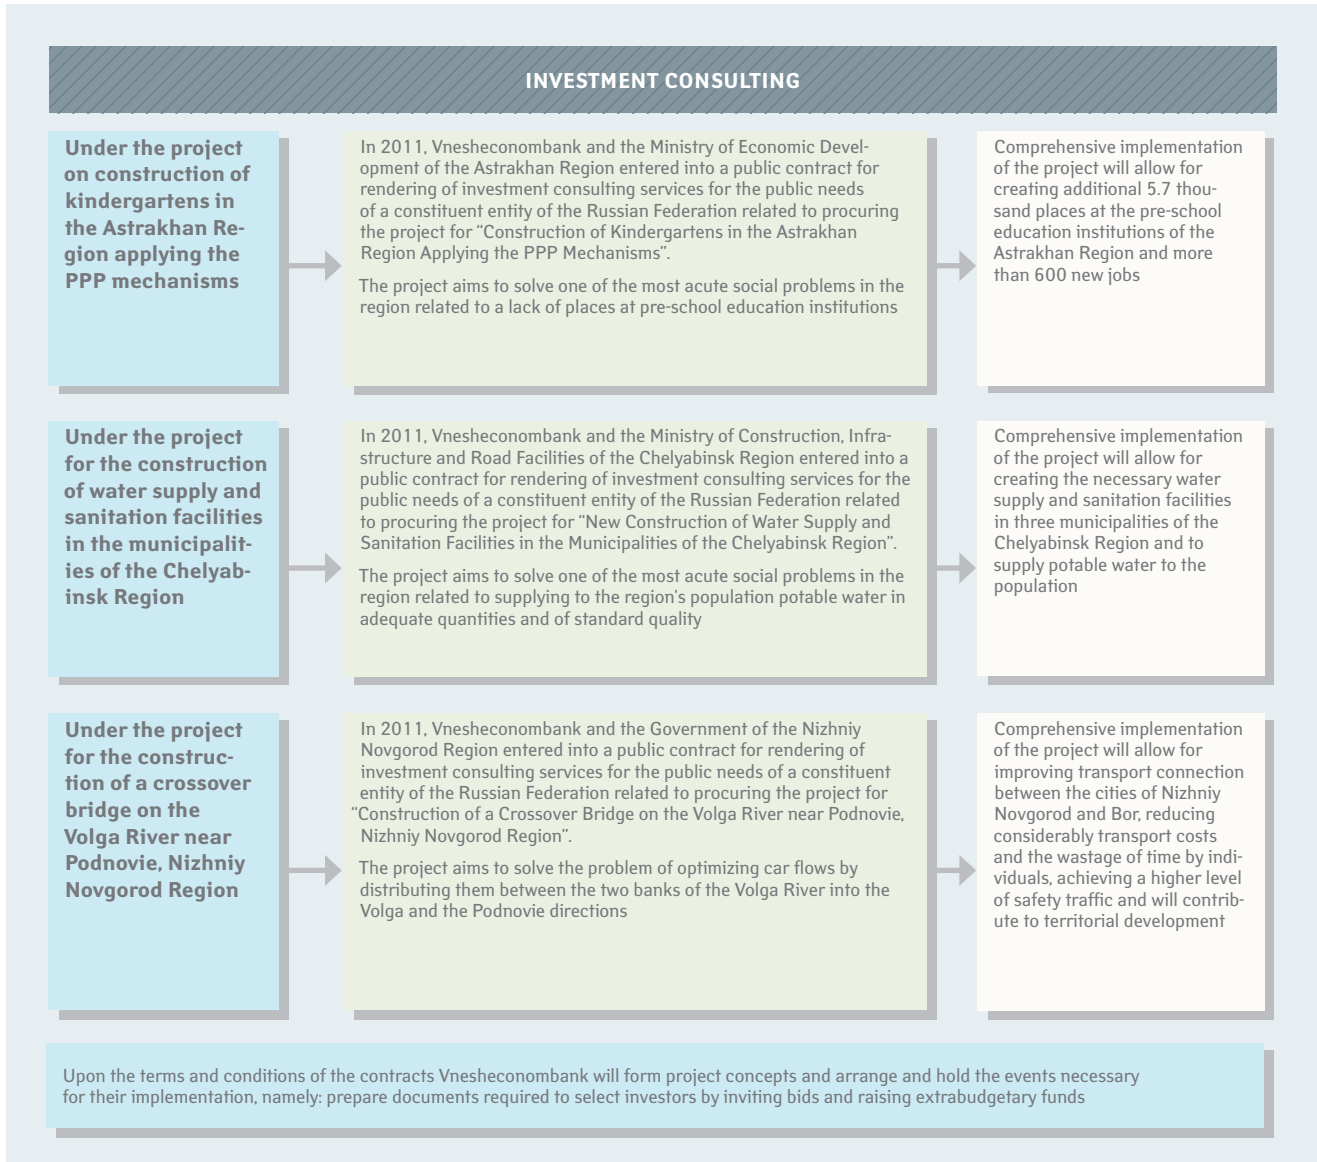 INVESTMENT CONSULTING
Under the project
on construction of
kindergartens in
the Astrakhan Re-
gion applying the
PPP mechanisms
In 2011, Vnesheconombank and the Ministry of Economic Devel-
opment of the Astrakhan Region entered into a public contract for
rendering of investment consulting services for the public needs
of a constituent entity of the Russian Federation related to procuring
the project for “Construction of Kindergartens in the Astrakhan
Region Applying the PPP Mechanisms”.
The project aims to solve one of the most acute social problems in the
region related to a lack of places at pre-school education institutions
Comprehensive implementation
of the project will allow for
creating additional 5.7 thou-
sand places at the pre-school
education institutions of the
Astrakhan Region and more
than 600 new jobs
Under the project
for the construction
of water supply and
sanitation facilities
in the municipalit-
ies of the Chelyab-
insk Region
In 2011, Vnesheconombank and the Ministry of Construction, Infra-
structure and Road Facilities of the Chelyabinsk Region entered into a
public contract for rendering of investment consulting services for the
public needs of a constituent entity of the Russian Federation related
to procuring the project for “New Construction of Water Supply and
Sanitation Facilities in the Municipalities of the Chelyabinsk Region”.
The project aims to solve one of the most acute social problems in the
region related to supplying to the region's population potable water in
adequate quantities and of standard quality
Comprehensive implementation
of the project will allow for
creating the necessary water
supply and sanitation facilities
in three municipalities of the
Chelyabinsk Region and to
supply potable water to the
population
Under the project
for the construc-
tion of a crossover
bridge on the
Volga River near
Podnovie, Nizhniy
Novgorod Region
In 2011, Vnesheconombank and the Government of the Nizhniy
Novgorod Region entered into a public contract for rendering of
investment consulting services for the public needs of a constituent
entity of the Russian Federation related to procuring the project for
“Construction of a Crossover Bridge on the Volga River near Podnovie,
Nizhniy Novgorod Region”.
The project aims to solve the problem of optimizing car flows by
distributing them between the two banks of the Volga River into the
Volga and the Podnovie directions
Comprehensive implementation
of the project will allow for
improving transport connection
between the cities of Nizhniy
Novgorod and Bor, reducing
considerably transport costs
and the wastage of time by indi-
viduals, achieving a higher level
of safety traffic and will contrib-
ute to territorial development
Upon the terms and conditions of the contracts Vnesheconombank will form project concepts and arrange and hold the events necessary
for their implementation, namely: prepare documents required to select investors by inviting bids and raising extrabudgetary funds